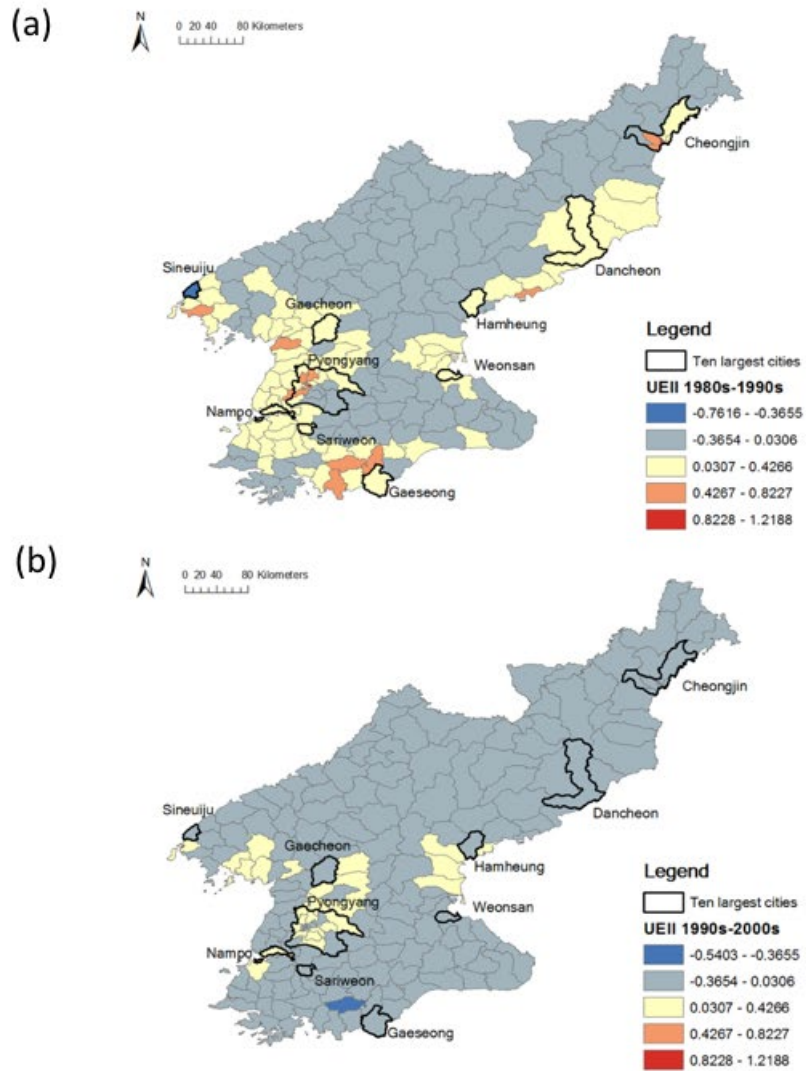 (a)
N
0 20 40 80 Kilometers
Cheongjin
Sineuiju
Dancheon
Gaecheon
Hamheung
Pyongyang
Weonsan
Nampo
Sariweon
Gaeseong
Legend
Ten largest cities
UEII 1980s-1990s
-0.7616 - -0.3655
-0.3654 - 0.0306
0.0307 - 0.4266
0.4267 - 0.8227
0.8228 - 1.2188
(b)
N
0 20 40 80 Kilometers
Cheongjin
Dancheon
Sineuiju
Gaecheon
Hamheung
Pyongyang
Weonsan
Nampo
Sariweon
Gaeseong
Legend
Ten largest cities
UEII 1990s-2000s
-0.5403 - -0.3655
-0.3654 - 0.0306
0.0307 - 0.4266
0.4267 - 0.8227
0.8228 - 1.2188